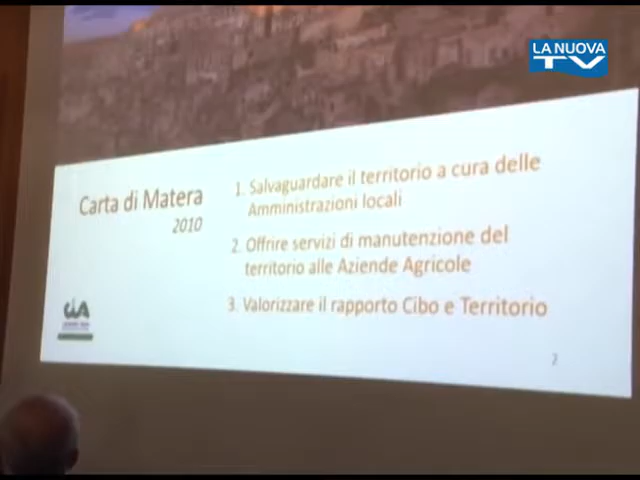 LA NUOVA
TV
Carta di Matera
2010
1. Salvaguardare il territorio a cura delle
Amministrazioni locali
2. Offrire servizi di manutenzione del
territorio alle Aziende Agricole
3. Valorizzare il rapporto Cibo e Territorio
CIA
2